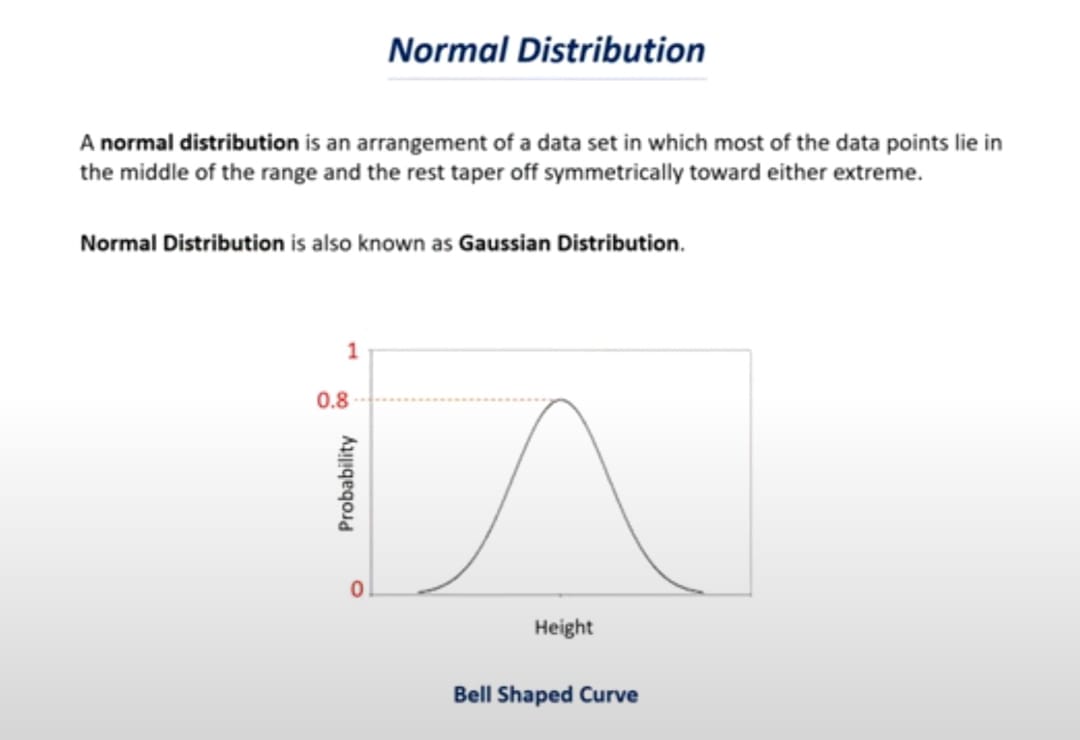 Normal Distribution
A normal distribution is an arrangement of a data set in which most of the data points lie in
the middle of the range and the rest taper off symmetrically toward either extreme.
Normal Distribution is also known as Gaussian Distribution.
1
0.8
Probability
0
Height
Bell Shaped Curve